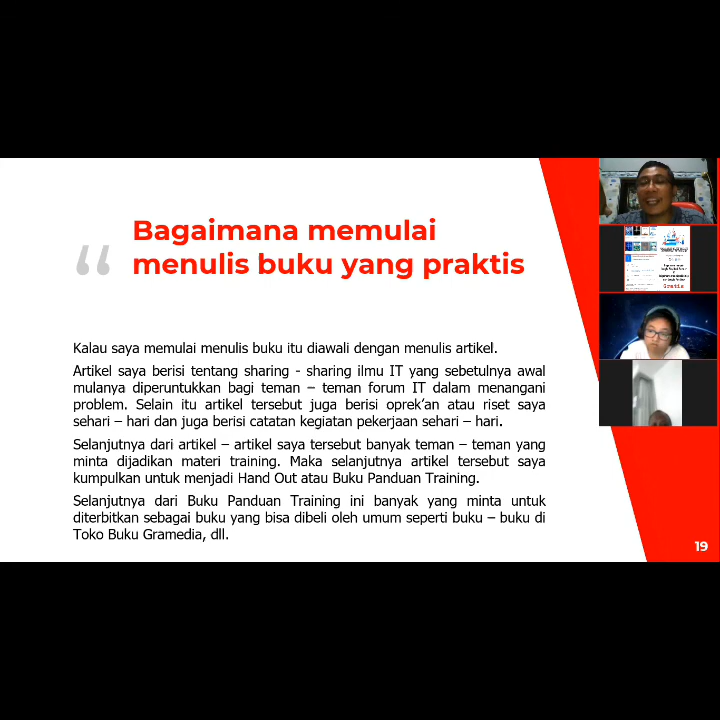 “
Bagaimana memulai
menulis buku yang praktis
Kalau saya memulai menulis buku itu diawali dengan menulis artikel.
Artikel saya berisi tentang sharing - sharing ilmu IT yang sebetulnya awal
mulanya diperuntukkan bagi teman – teman forum IT dalam menangani
problem. Selain itu artikel tersebut juga berisi oprek’an atau riset saya
sehari – hari dan juga berisi catatan kegiatan pekerjaan sehari – hari.
Selanjutnya dari artikel – artikel saya tersebut banyak teman – teman yang
minta dijadikan materi training. Maka selanjutnya artikel tersebut saya
kumpulkan untuk menjadi Hand Out atau Buku Panduan Training.
Selanjutnya dari Buku Panduan Training ini banyak yang minta untuk
diterbitkan sebagai buku yang bisa dibeli oleh umum seperti buku – buku di
Toko Buku Gramedia, dll.
19